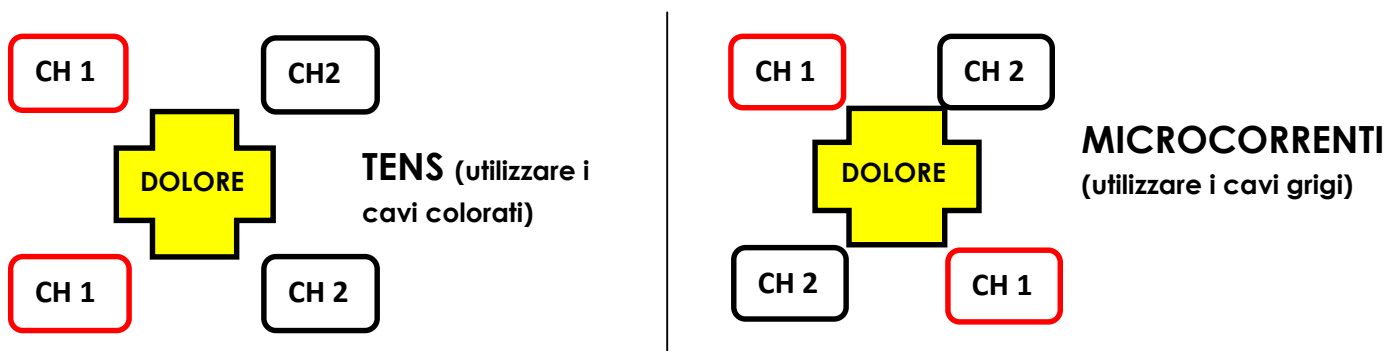 CH 1
CH2
DOLORE
TENS (utilizzare i
cavi colorati)
CH 1
CH 2
CH 1
CH 2
DOLORE
MICROCORRENTI
(utilizzare i cavi grigi)
CH 2
CH 1